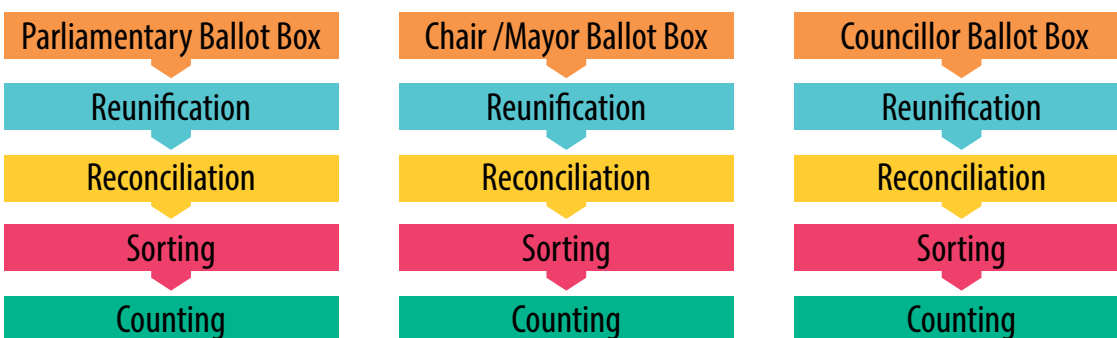 Parliamentary Ballot Box
Reunification
Reconciliation
Sorting
Counting
Chair /Mayor Ballot Box
Reunification
Reconciliation
Sorting
Counting
Councillor Ballot Box
Reunification
Reconciliation
Sorting
Counting